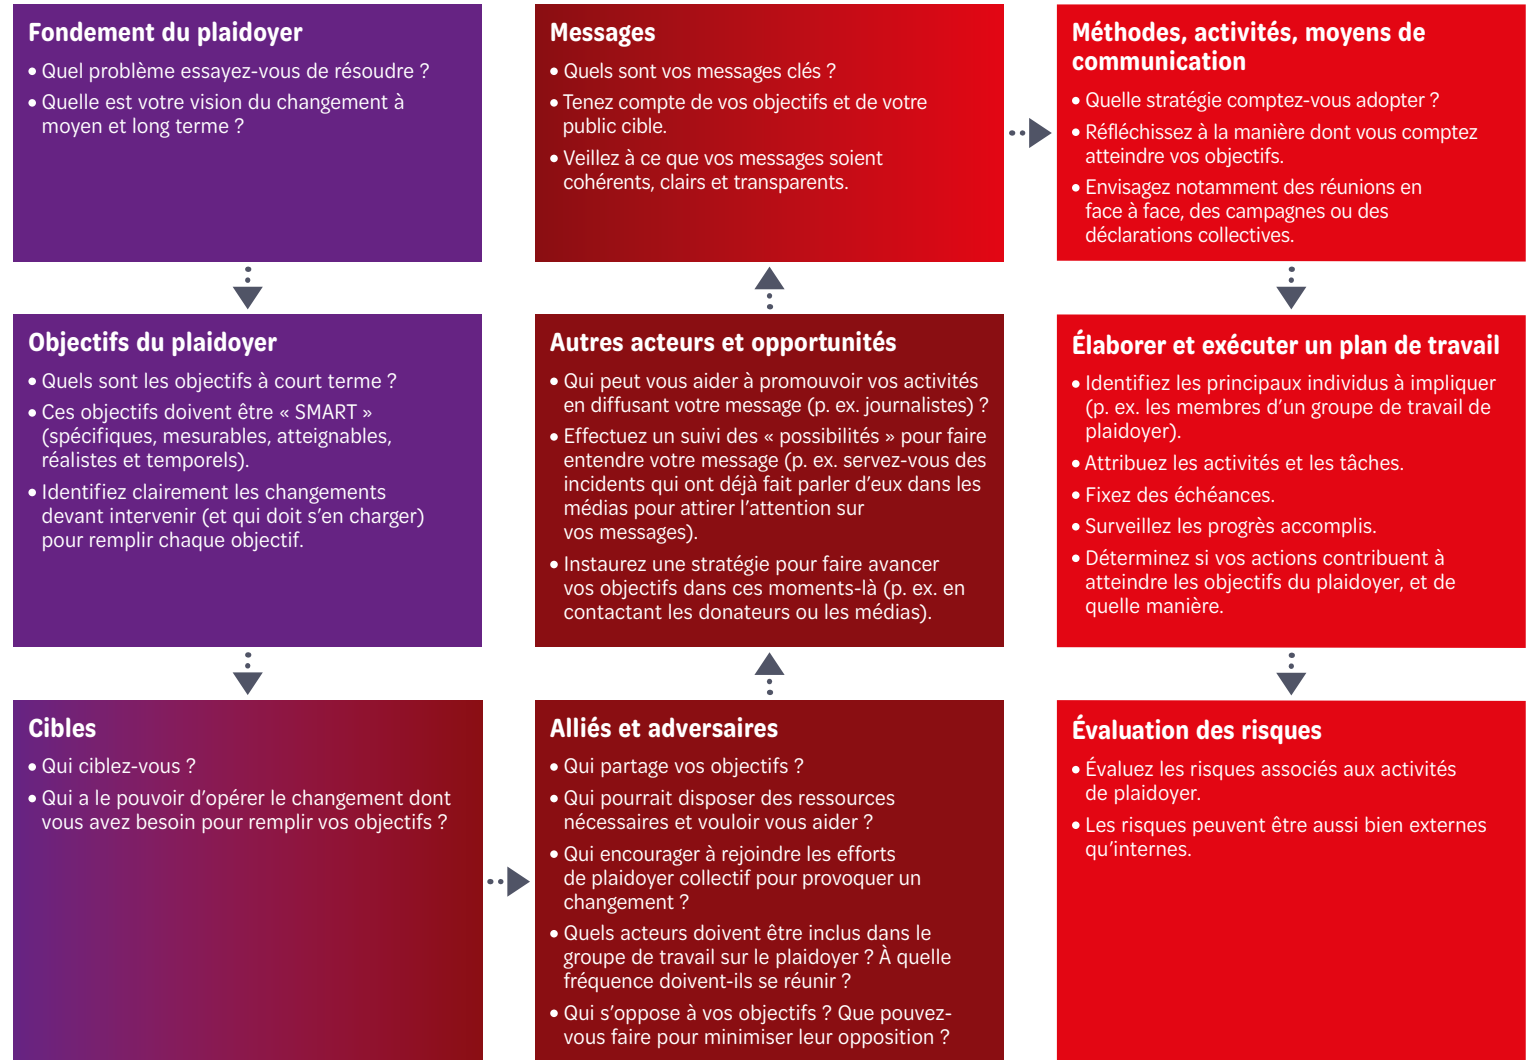 Fondement du plaidoyer
• Quel problème essayez-vous de résoudre ?
• Quelle est votre vision du changement à
moyen et long terme ?
Objectifs du plaidoyer
• Quels sont les objectifs à court terme ?
• Ces objectifs doivent être « SMART »
(spécifiques, mesurables, atteignables,
réalistes et temporels).
• Identifiez clairement les changements
devant intervenir (et qui doit s’en charger)
pour remplir chaque objectif.
Cibles
• Qui ciblez-vous ?
• Qui a le pouvoir d’opérer le changement dont
vous avez besoin pour remplir vos objectifs ?
Alliés et adversaires
• Qui partage vos objectifs ?
• Qui pourrait disposer des ressources
nécessaires et vouloir vous aider ?
• Qui encourager à rejoindre les efforts
de plaidoyer collectif pour provoquer un
changement ?
• Quels acteurs doivent être inclus dans le
groupe de travail sur le plaidoyer ? À quelle
fréquence doivent-ils se réunir ?
• Qui s’oppose à vos objectifs ? Que pouvez-
vous faire pour minimiser leur opposition ?
Autres acteurs et opportunités
• Qui peut vous aider à promouvoir vos activités
en diffusant votre message (p. ex. journalistes) ?
• Effectuez un suivi des « possibilités » pour faire
entendre votre message (p. ex. servez-vous des
incidents qui ont déjà fait parler d’eux dans les
médias pour attirer l’attention sur
vos messages).
• Instaurez une stratégie pour faire avancer
vos objectifs dans ces moments-là (p. ex. en
contactant les donateurs ou les médias).
Messages
• Quels sont vos messages clés ?
• Tenez compte de vos objectifs et de votre
public cible.
• Veillez à ce que vos messages soient
cohérents, clairs et transparents.
Méthodes, activités, moyens de
communication
• Quelle stratégie comptez-vous adopter ?
• Réfléchissez à la manière dont vous comptez
atteindre vos objectifs.
• Envisagez notamment des réunions en
face à face, des campagnes ou des
déclarations collectives.
Élaborer et exécuter un plan de travail
• Identifiez les principaux individus à impliquer
(p. ex. les membres d’un groupe de travail de
plaidoyer).
• Attribuez les activités et les tâches.
• Fixez des échéances.
• Surveillez les progrès accomplis.
• Déterminez si vos actions contribuent à
atteindre les objectifs du plaidoyer, et de
quelle manière.
Évaluation des risques
• Évaluez les risques associés aux activités
de plaidoyer.
• Les risques peuvent être aussi bien externes
qu’internes.